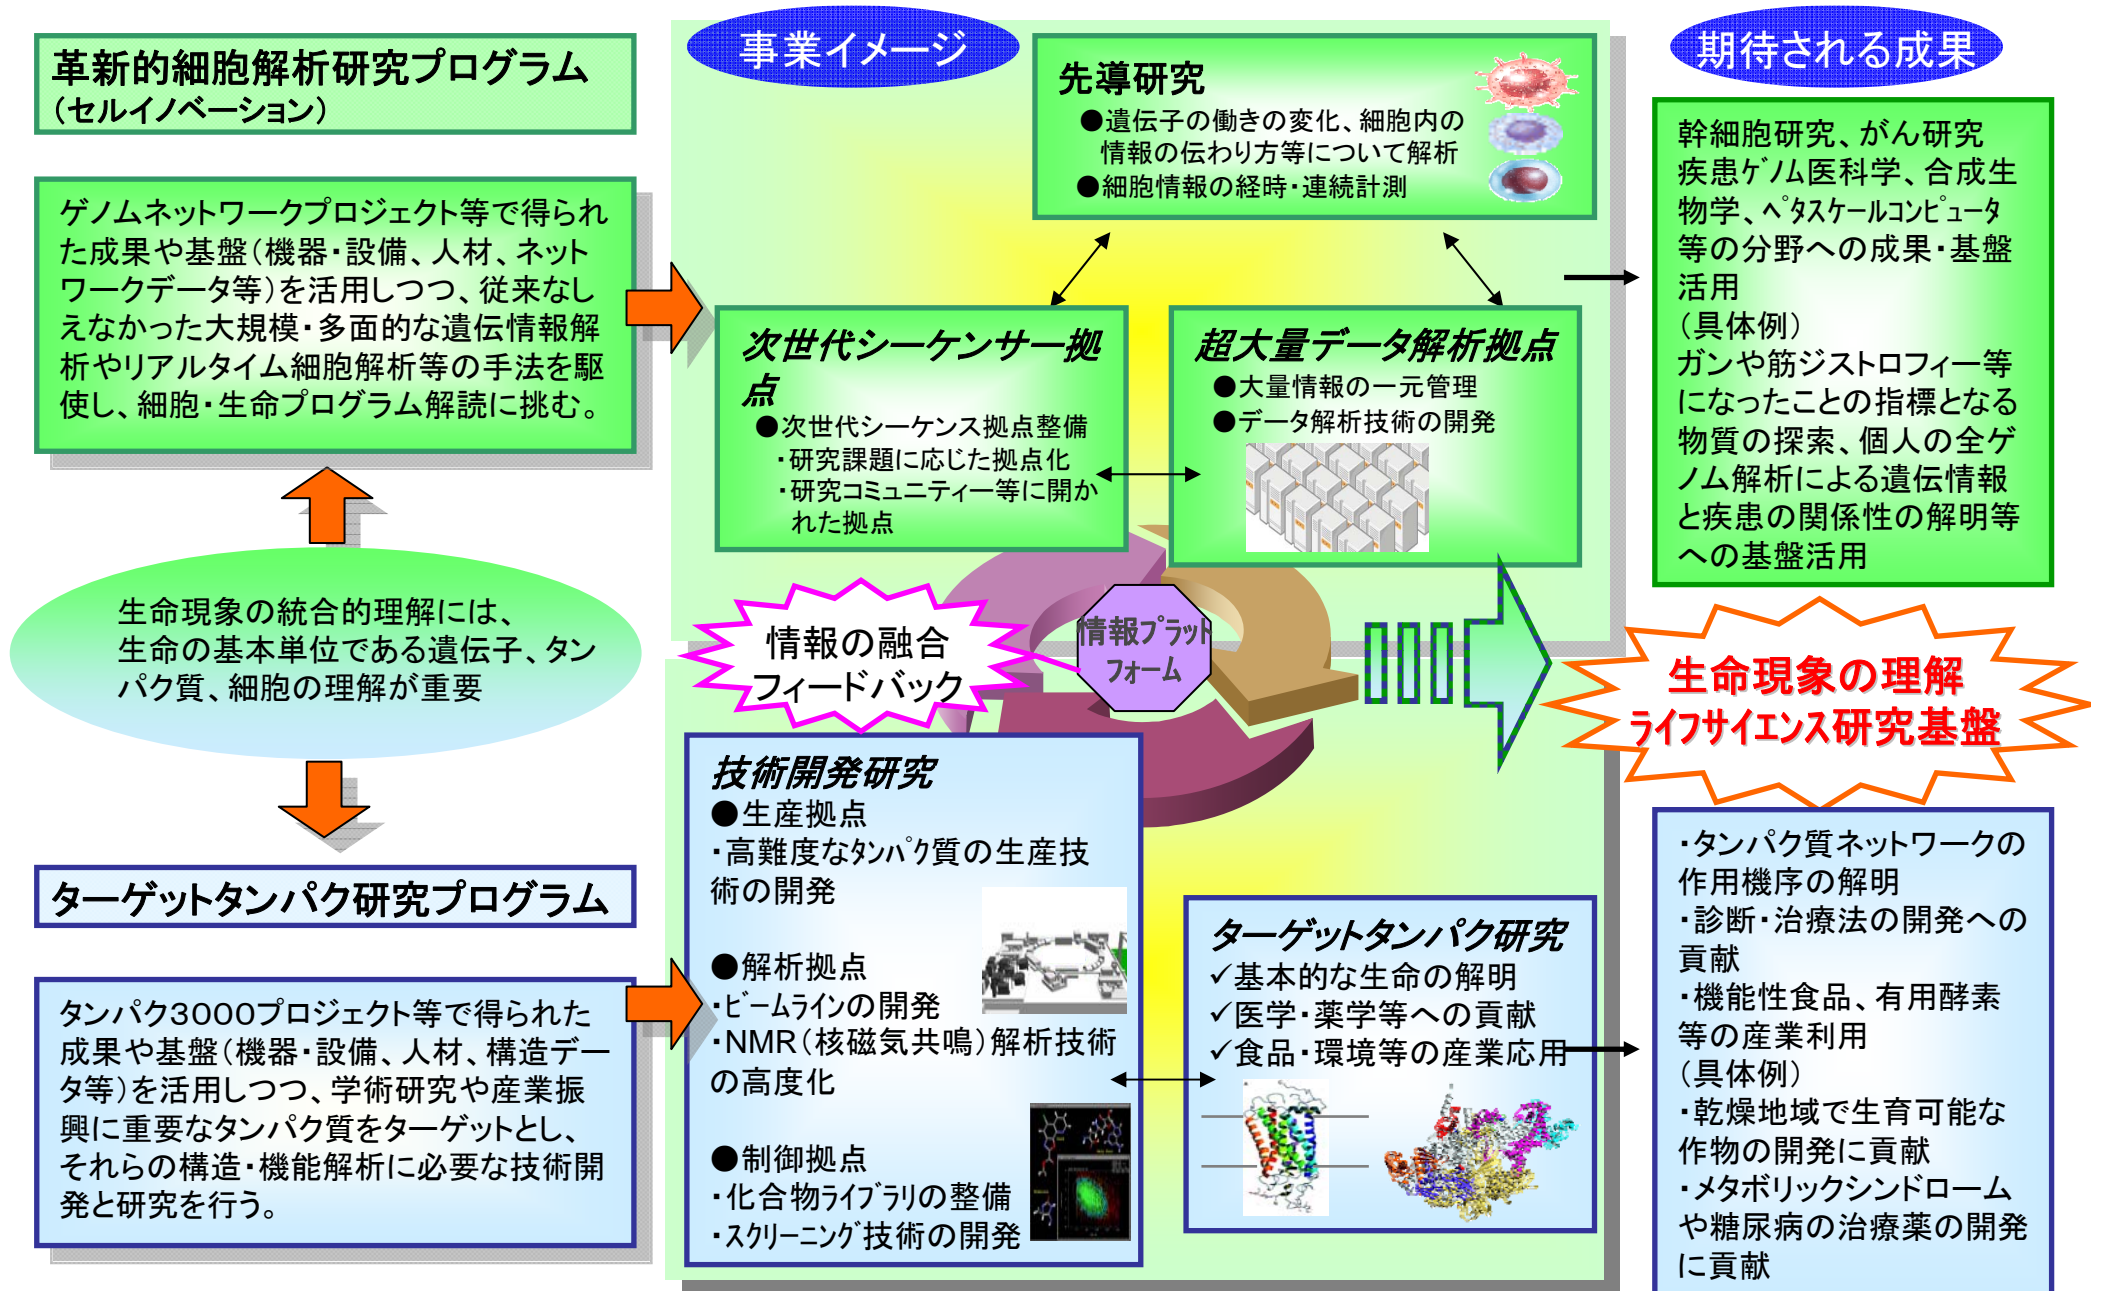 革新的細胞解析研究プログラム
（セルイノベーション）
ゲノムネットワークプロジェクト等で得られ
た成果や基盤（機器・設備、人材、ネット
ワークデータ等）を活用しつつ、従来なし
えなかった大規模・多面的な遺伝情報解
析やリアルタイム細胞解析等の手法を駆
使し、細胞・生命プログラム解読に挑む。
生命現象の統合的理解には、
生命の基本単位である遺伝子、タン
パク質、細胞の理解が重要
ターゲットタンパク研究プログラム
タンパク3000プロジェクト等で得られた
成果や基盤（機器・設備、人材、構造デー
タ等）を活用しつつ、学術研究や産業振
興に重要なタンパク質をターゲットとし、
それらの構造・機能解析に必要な技術開
発と研究を行う。
事業イメージ
先導研究
●遺伝子の働きの変化、細胞内の
情報の伝わり方等について解析
●細胞情報の経時・連続計測
次世代シーケンサー拠
点
●次世代シーケンス拠点整備
・研究課題に応じた拠点化
・研究コミュニティー等に開か
れた拠点
超大量データ解析拠点
●大量情報の一元管理
●データ解析技術の開発
情報の融合
フィードバック
情報ﾌﾟﾗｯﾄ
ﾌｫｰﾑ
技術開発研究
●生産拠点
・高難度なﾀﾝﾊﾟｸ質の生産技
術の開発
●解析拠点
・ﾋﾞｰﾑﾗｲﾝの開発
・NMR（核磁気共鳴）解析技術
の高度化
●制御拠点
・化合物ﾗｲﾌﾞﾗﾘの整備
・ｽｸﾘｰﾆﾝｸﾞ技術の開発
ターゲットタンパク研究
✓基本的な生命の解明
✓医学・薬学等への貢献
✓食品・環境等の産業応用
期待される成果
幹細胞研究、がん研究
疾患ｹﾞﾉﾑ医科学、合成生
物学、ﾍﾟﾀｽｹｰﾙｺﾝﾋﾟｭｰﾀ
等の分野への成果・基盤
活用
（具体例）
ガンや筋ジストロフィー等
になったことの指標となる
物質の探索、個人の全ゲ
ノム解析による遺伝情報
と疾患の関係性の解明等
への基盤活用
生命現象の理解
ﾗｲﾌｻｲｴﾝｽ研究基盤
・タンパク質ネットワークの
作用機序の解明
・診断・治療法の開発への
貢献
・機能性食品、有用酵素
等の産業利用
（具体例）
・乾燥地域で生育可能な
作物の開発に貢献
・メタボリックシンドローム
や糖尿病の治療薬の開発
に貢献